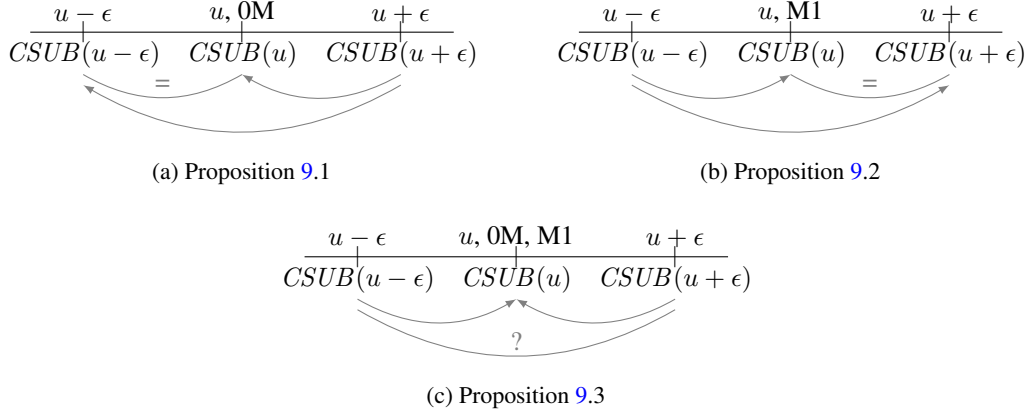 u − ϵ u, 0M u + ϵ
CSUB(u − ϵ) CSUB(u) CSUB(u + ϵ)
=
(a) Proposition 9.1
u − ϵ u, M1 u + ϵ
CSUB(u − ϵ) CSUB(u) CSUB(u + ϵ)
=
(b) Proposition 9.2
u − ϵ u, 0M, M1 u + ϵ
CSUB(u − ϵ) CSUB(u) CSUB(u + ϵ)
?
(c) Proposition 9.3